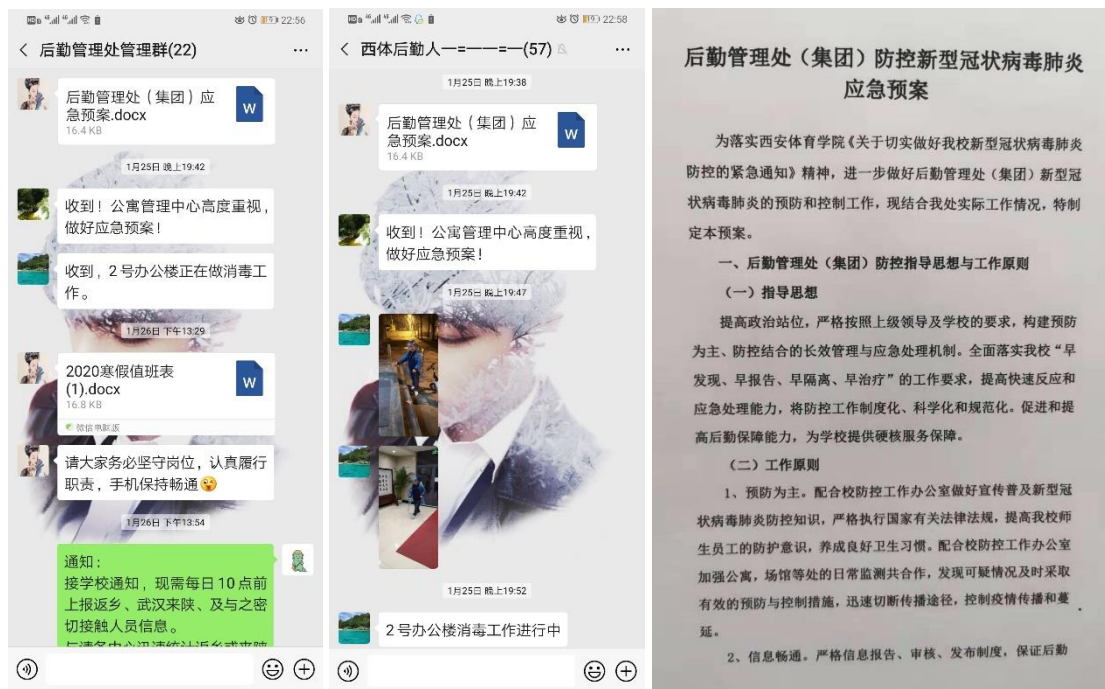 22:56
后勤管理处管理群(22)
后勤管理处（集团）应
急预案.docx
16.4 KB
1月25日 晚上19:42
收到！公寓管理中心高度重视，
做好应急预案！
收到，2号办公楼正在做消毒工
作。
1月26日 下午13:29
2020寒假值班表
(1).docx
16.8 KB
微信电脑版
请大家务必坚守岗位，认真履行
职责，手机保持畅通
1月26日 下午13:54
通知：
接学校通知，现需每日10点前
上报返乡、武汉来陕、及与之密
切接触人员信息。
22:58
西体后勤人一=一一=一(57)
1月25日 晚上19:38
后勤管理处（集团）应
急预案.docx
16.4 KB
1月25日 晚上19:42
收到！公寓管理中心高度重视，
做好应急预案！
1月25日 晚上19:47
1月25日 晚上19:52
2号办公楼消毒工作进行中
后勤管理处（集团）防控新型冠状病毒肺炎
应急预案
为落实西安体育学院《关于切实做好我校新型冠状病毒肺炎
防控的紧急通知》精神，进一步做好后勤管理处（集团）新型冠
状病毒肺炎的预防和控制工作，现结合我处实际工作情况，特制
定本预案。
一、后勤管理处（集团）防控指导思想与工作原则
（一）指导思想
提高政治站位，严格按照上级领导及学校的要求，构建预防
为主、防控结合的长效管理与应急处理机制。全面落实我校“早
发现、早报告、早隔离、早治疗”的工作要求，提高快速反应和
应急处理能力，将防控工作制度化、科学化和规范化。促进和提
高后勤保障能力，为学校提供硬核服务保障。
（二）工作原则
1、预防为主。配合校防控工作办公室做好宣传普及新型冠
状病毒肺炎防控知识，严格执行国家有关法律法规，提高我校师
生员工的防护意识，养成良好卫生习惯。配合校防控工作办公室
加强公寓，场馆等处的日常监测共合作，发现可疑情况及时采取
有效的预防与控制措施，迅速切断传播途径，控制疫情传播和蔓
延。
2、信息畅通。严格信息报告、审核、发布制度，保证后勤